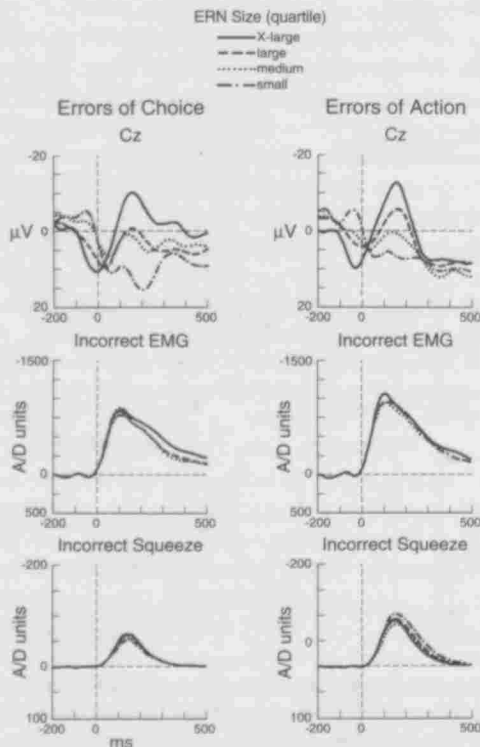 ERN Size (quartile)
X-large
large
medium
small
Errors of Choice
Errors of Action
Cz
Cz
-20
μV
0
20
-200
0
500
-20
μV
0
20
-200
0
500
Incorrect EMG
Incorrect EMG
-1500
A/D units
0
500
-200
0
500
-1500
A/D units
0
500
-200
0
500
Incorrect Squeeze
Incorrect Squeeze
-200
A/D units
0
100
-200
0
500
ms
-200
A/D units
0
100
-200
0
500